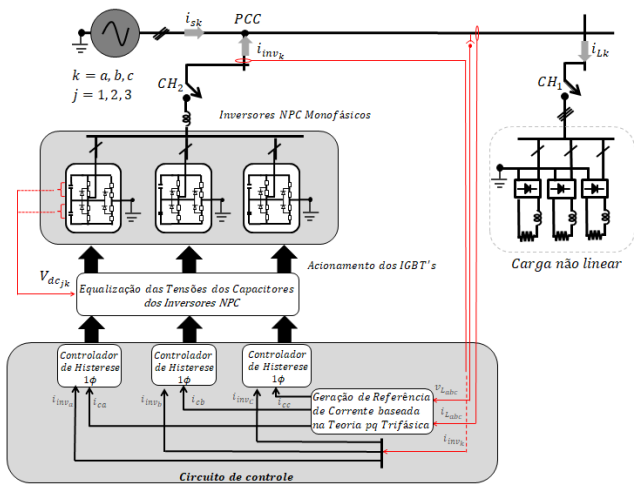 i_sk
PCC
i_inv_k
i_Lk
k = a, b, c
j = 1, 2, 3
CH_2
CH_1
Inversores NPC Monofásicos
V_dc_jk
Acionamento dos IGBT's
Carga não linear
Equalização das Tensões dos Capacitores
dos Inversores NPC
Controlador
de Histerese
1ϕ
Controlador
de Histerese
1ϕ
Controlador
de Histerese
1ϕ
i_inv_a
i_ca
i_inv_b
i_cb
i_inv_c
i_cc
Geração de Referência
de Corrente baseada
na Teoria pq Trifásica
v_L_abc
i_L_abc
i_inv_k
Circuito de controle